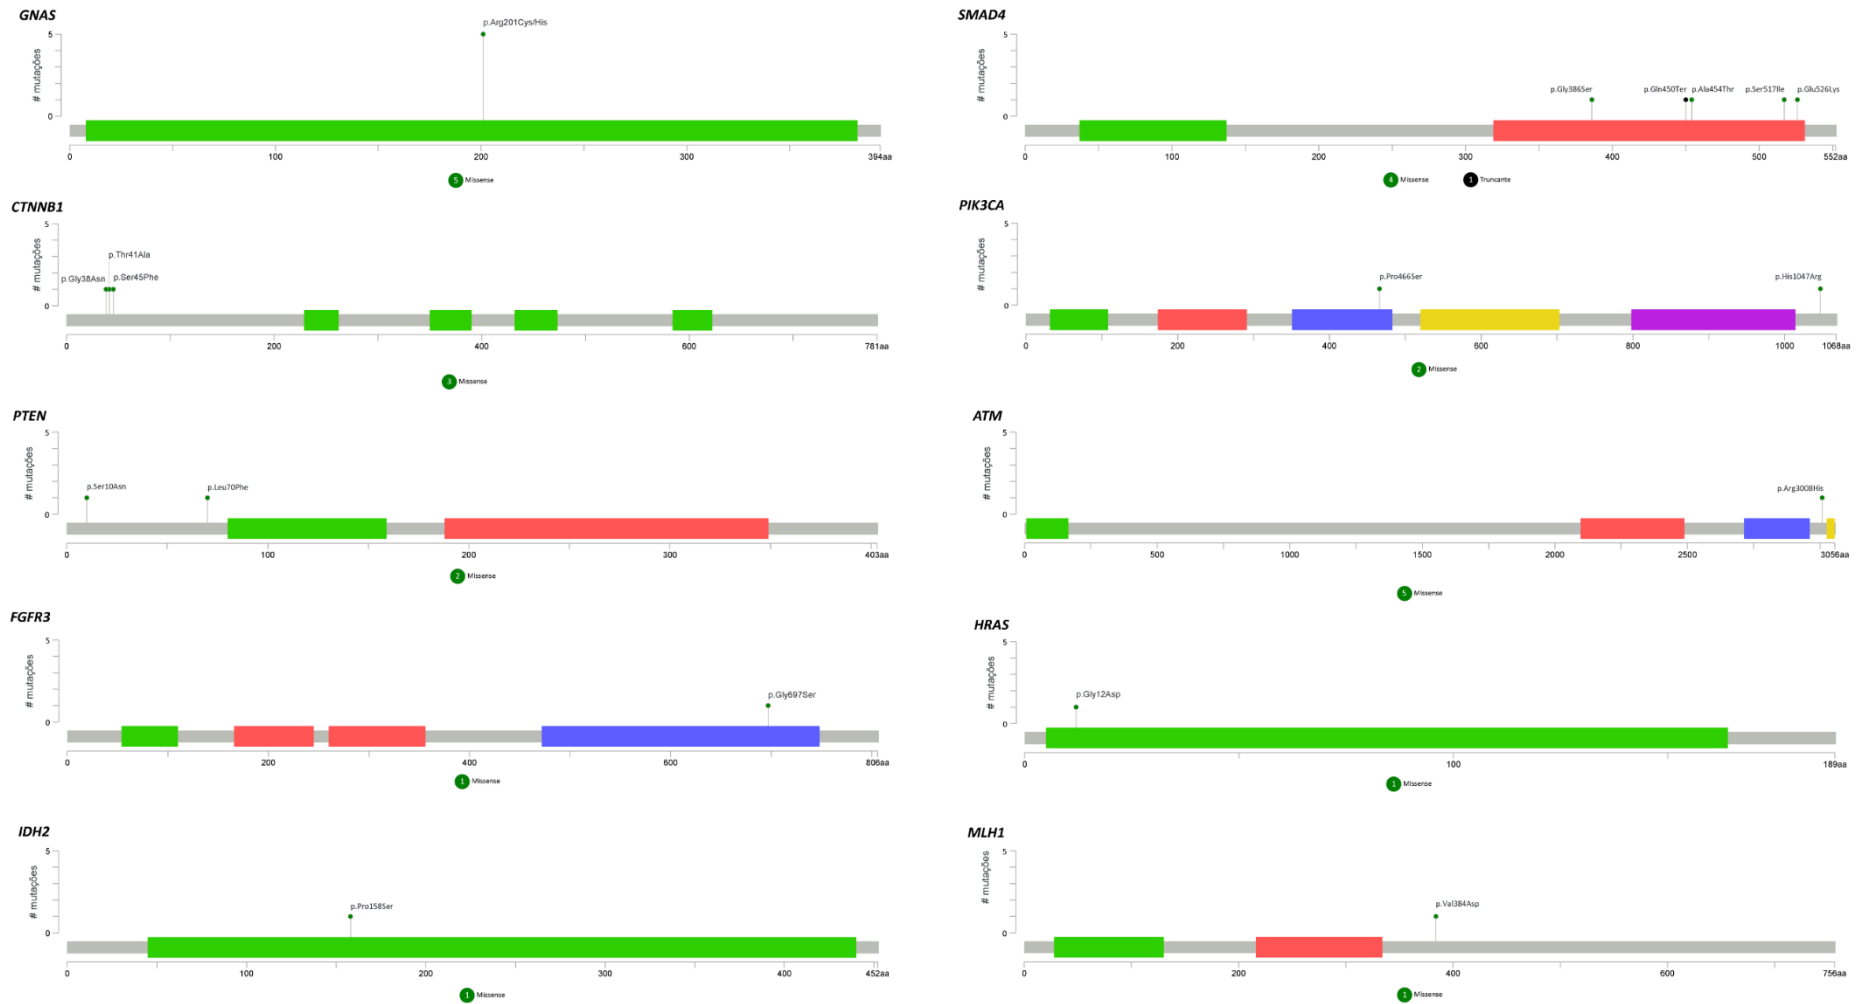 GNAS
p.Arg201Cys/His
# mutações
5
0
0
100
200
300
394aa
5 Missense
SMAD4
p.Gly386Ser
p.Gln450Ter
p.Ala454Thr
p.Ser517Ile
p.Glu526Lys
# mutações
5
0
0
100
200
300
400
500
552aa
4 Missense
1 Truncante
CTNNB1
p.Thr41Ala
p.Gly38Asn
p.Ser45Phe
# mutações
5
0
0
200
400
600
781aa
3 Missense
PIK3CA
p.Pro466Ser
p.His1047Arg
# mutações
5
0
0
200
400
600
800
1000
1068aa
2 Missense
PTEN
p.Ser10Asn
p.Leu70Phe
# mutações
5
0
0
100
200
300
403aa
2 Missense
ATM
p.Arg3008His
# mutações
5
0
0
500
1000
1500
2000
2500
3056aa
5 Missense
FGFR3
p.Gly697Ser
# mutações
5
0
0
200
400
600
806aa
1 Missense
HRAS
p.Gly12Asp
# mutações
5
0
0
100
189aa
1 Missense
IDH2
p.Pro158Ser
# mutações
5
0
0
100
200
300
400
452aa
1 Missense
MLH1
p.Val384Asp
# mutações
5
0
0
200
400
600
756aa
1 Missense